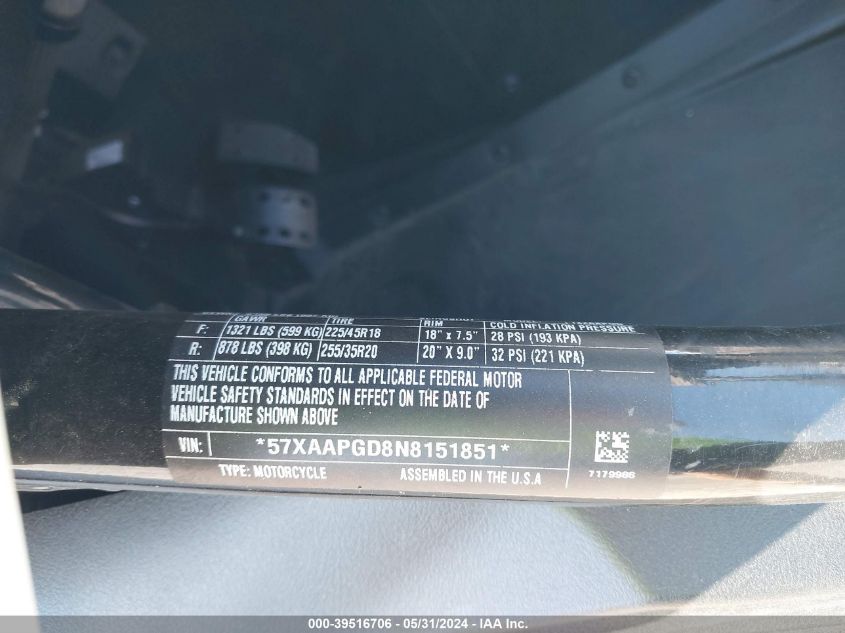 GAWR TIRE RIM COLD INFLATION PRESSURE
F: 1321 LBS (599 KG) 225/45R18 18" x 7.5" 28 PSI (193 KPA)
R: 878 LBS (398 KG) 255/35R20 20" X 9.0" 32 PSI (221 KPA)
THIS VEHICLE CONFORMS TO ALL APPLICABLE FEDERAL MOTOR
VEHICLE SAFETY STANDARDS IN EFFECT ON THE DATE OF
MANUFACTURE SHOWN ABOVE
VIN: *57XAAPGD8N8151851*
TYPE: MOTORCYCLE ASSEMBLED IN THE U.S.A
7179986
000-39516706 - 05/31/2024 - IAA Inc.